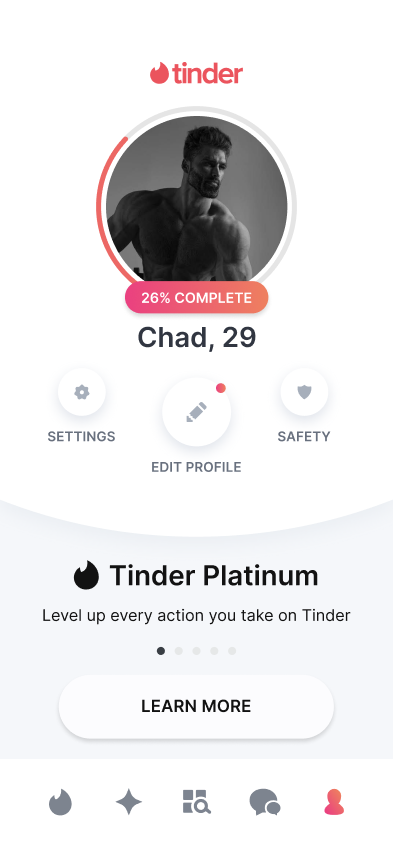 tinder
26% COMPLETE
Chad, 29
SETTINGS
SAFETY
EDIT PROFILE
Tinder Platinum
Level up every action you take on Tinder
LEARN MORE